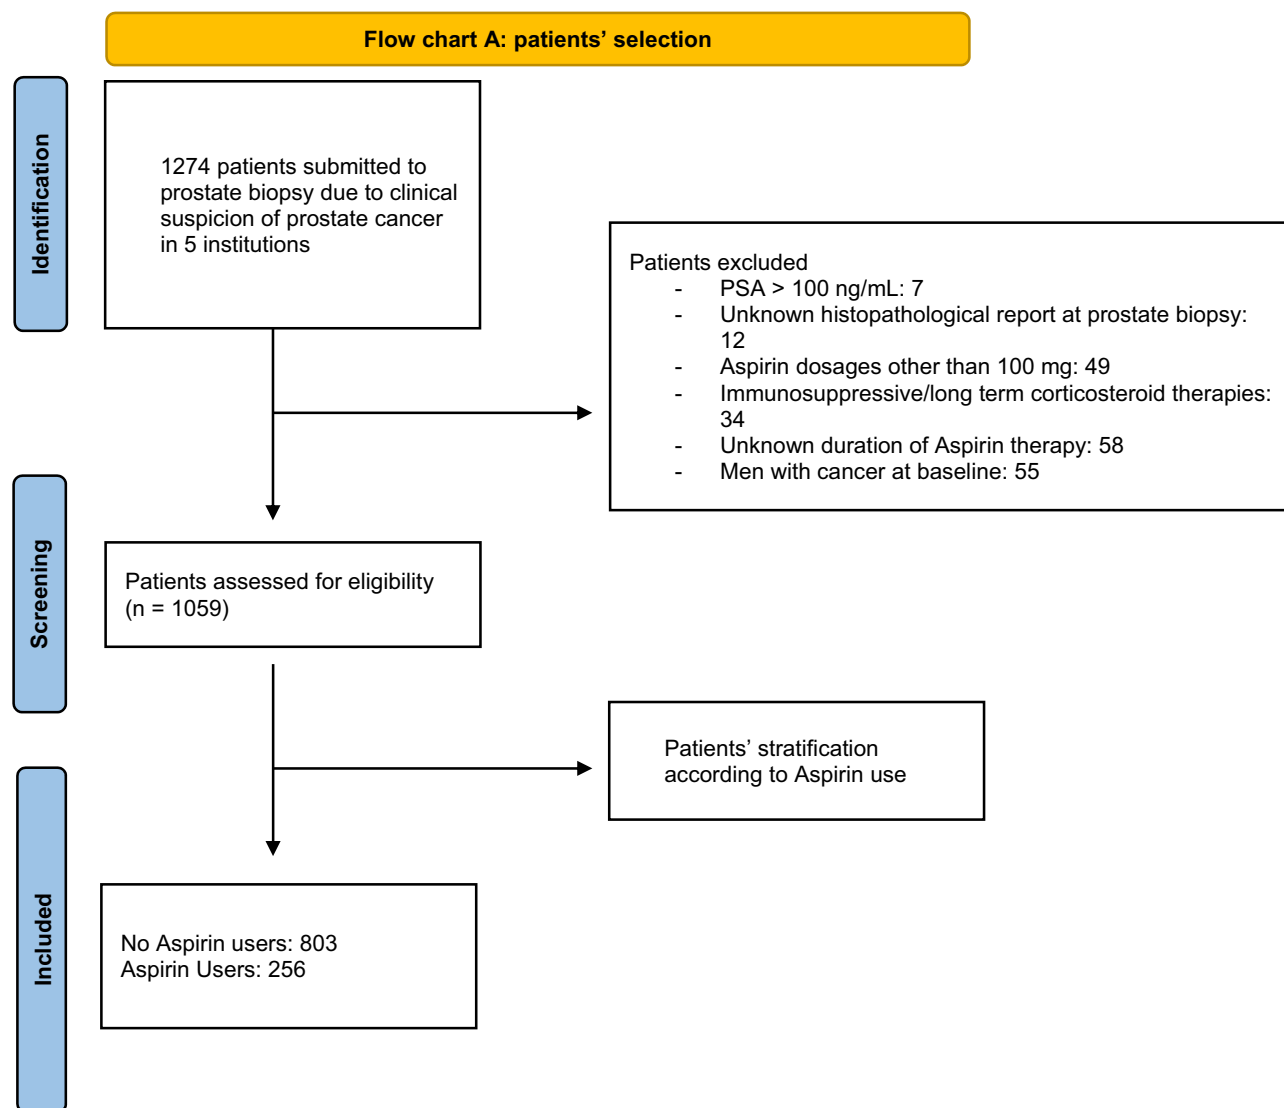 Flow chart A: patients’ selection
Identification
1274 patients submitted to
prostate biopsy due to clinical
suspicion of prostate cancer
in 5 institutions
Patients excluded
- PSA > 100 ng/mL: 7
- Unknown histopathological report at prostate biopsy:
12
- Aspirin dosages other than 100 mg: 49
- Immunosuppressive/long term corticosteroid therapies:
34
- Unknown duration of Aspirin therapy: 58
- Men with cancer at baseline: 55
Screening
Patients assessed for eligibility
(n = 1059)
Patients’ stratification
according to Aspirin use
Included
No Aspirin users: 803
Aspirin Users: 256